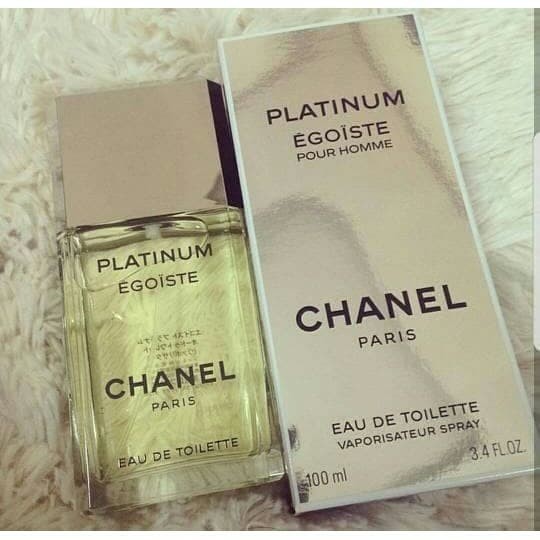 PLATINUM
ÉGOÏSTE
CHANEL
PARIS
EAU DE TOILETTE
PLATINUM
ÉGOÏSTE
POUR HOMME
CHANEL
PARIS
EAU DE TOILETTE
VAPORISATEUR SPRAY
100 ml
3.4 FL.OZ.